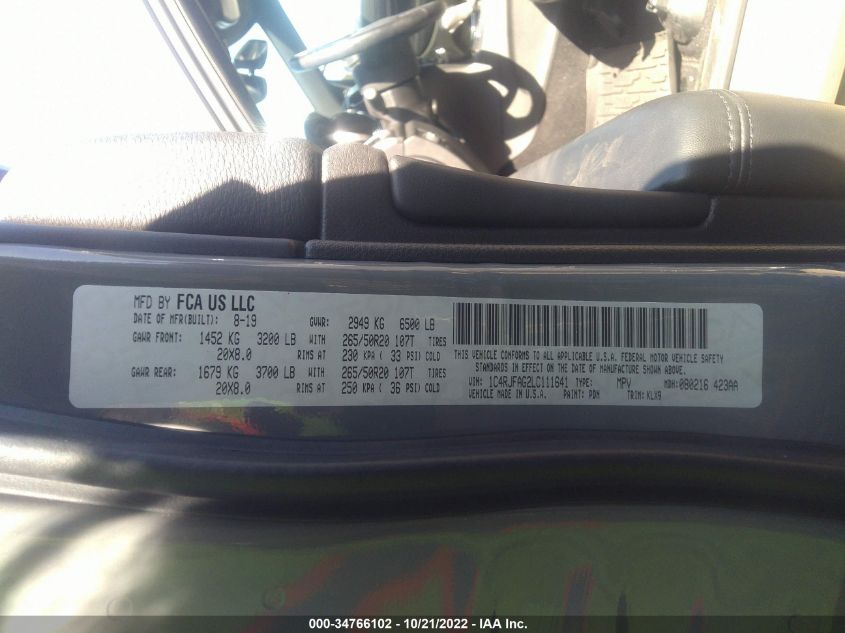 MFD BY FCA US LLC
DATE OF MFR(BUILT): 8-19 GVWR: 2949 KG 6500 LB
GAWR FRONT: 1452 KG 3200 LB WITH 265/50R20 107T TIRES
20X8.0 RIMS AT 230 KPA ( 33 PSI) COLD
GAWR REAR: 1679 KG 3700 LB WITH 265/50R20 107T TIRES
20X8.0 RIMS AT 250 KPA ( 36 PSI) COLD
THIS VEHICLE CONFORMS TO ALL APPLICABLE U.S.A. FEDERAL MOTOR VEHICLE SAFETY
STANDARDS IN EFFECT ON THE DATE OF MANUFACTURE SHOWN ABOVE.
VIN: 1C4RJFAG2LC111641 TYPE: MPV MDH: 080216 423AA
VEHICLE MADE IN U.S.A. PAINT: PDN TRIM: KLX9
000-34766102 - 10/21/2022 - IAA Inc.